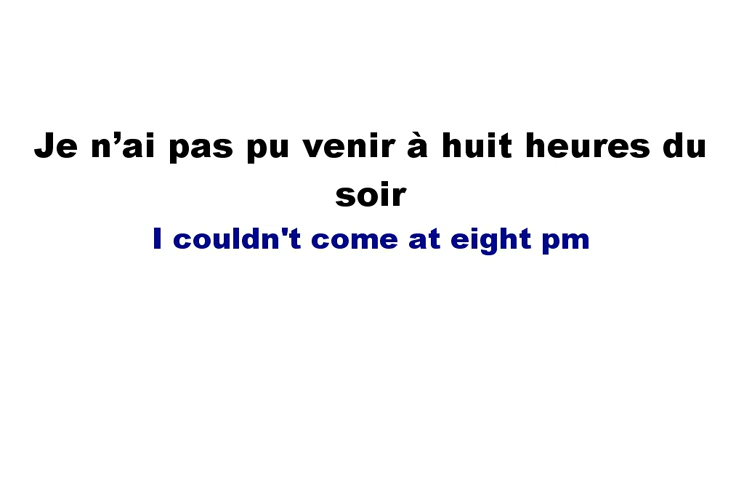 Je n’ai pas pu venir à huit heures du
soir
I couldn't come at eight pm